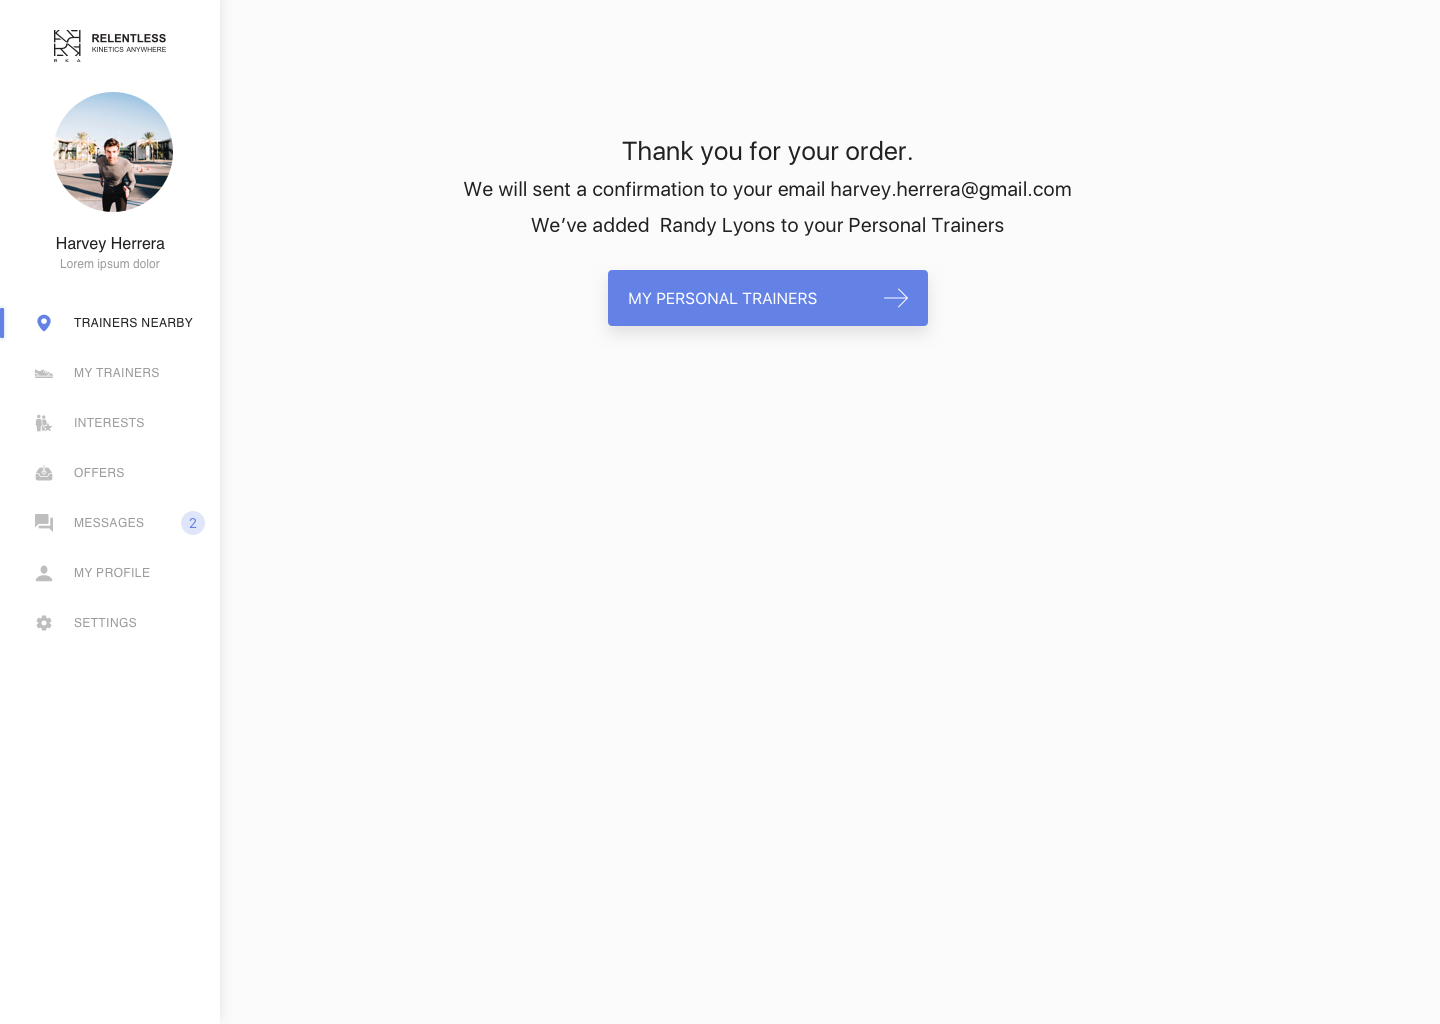 RELENTLESS
KINETICS ANYWHERE
R K A
Harvey Herrera
Lorem ipsum dolor
TRAINERS NEARBY
MY TRAINERS
INTERESTS
OFFERS
MESSAGES 2
MY PROFILE
SETTINGS
Thank you for your order.
We will sent a confirmation to your email harvey.herrera@gmail.com
We’ve added  Randy Lyons to your Personal Trainers
MY PERSONAL TRAINERS